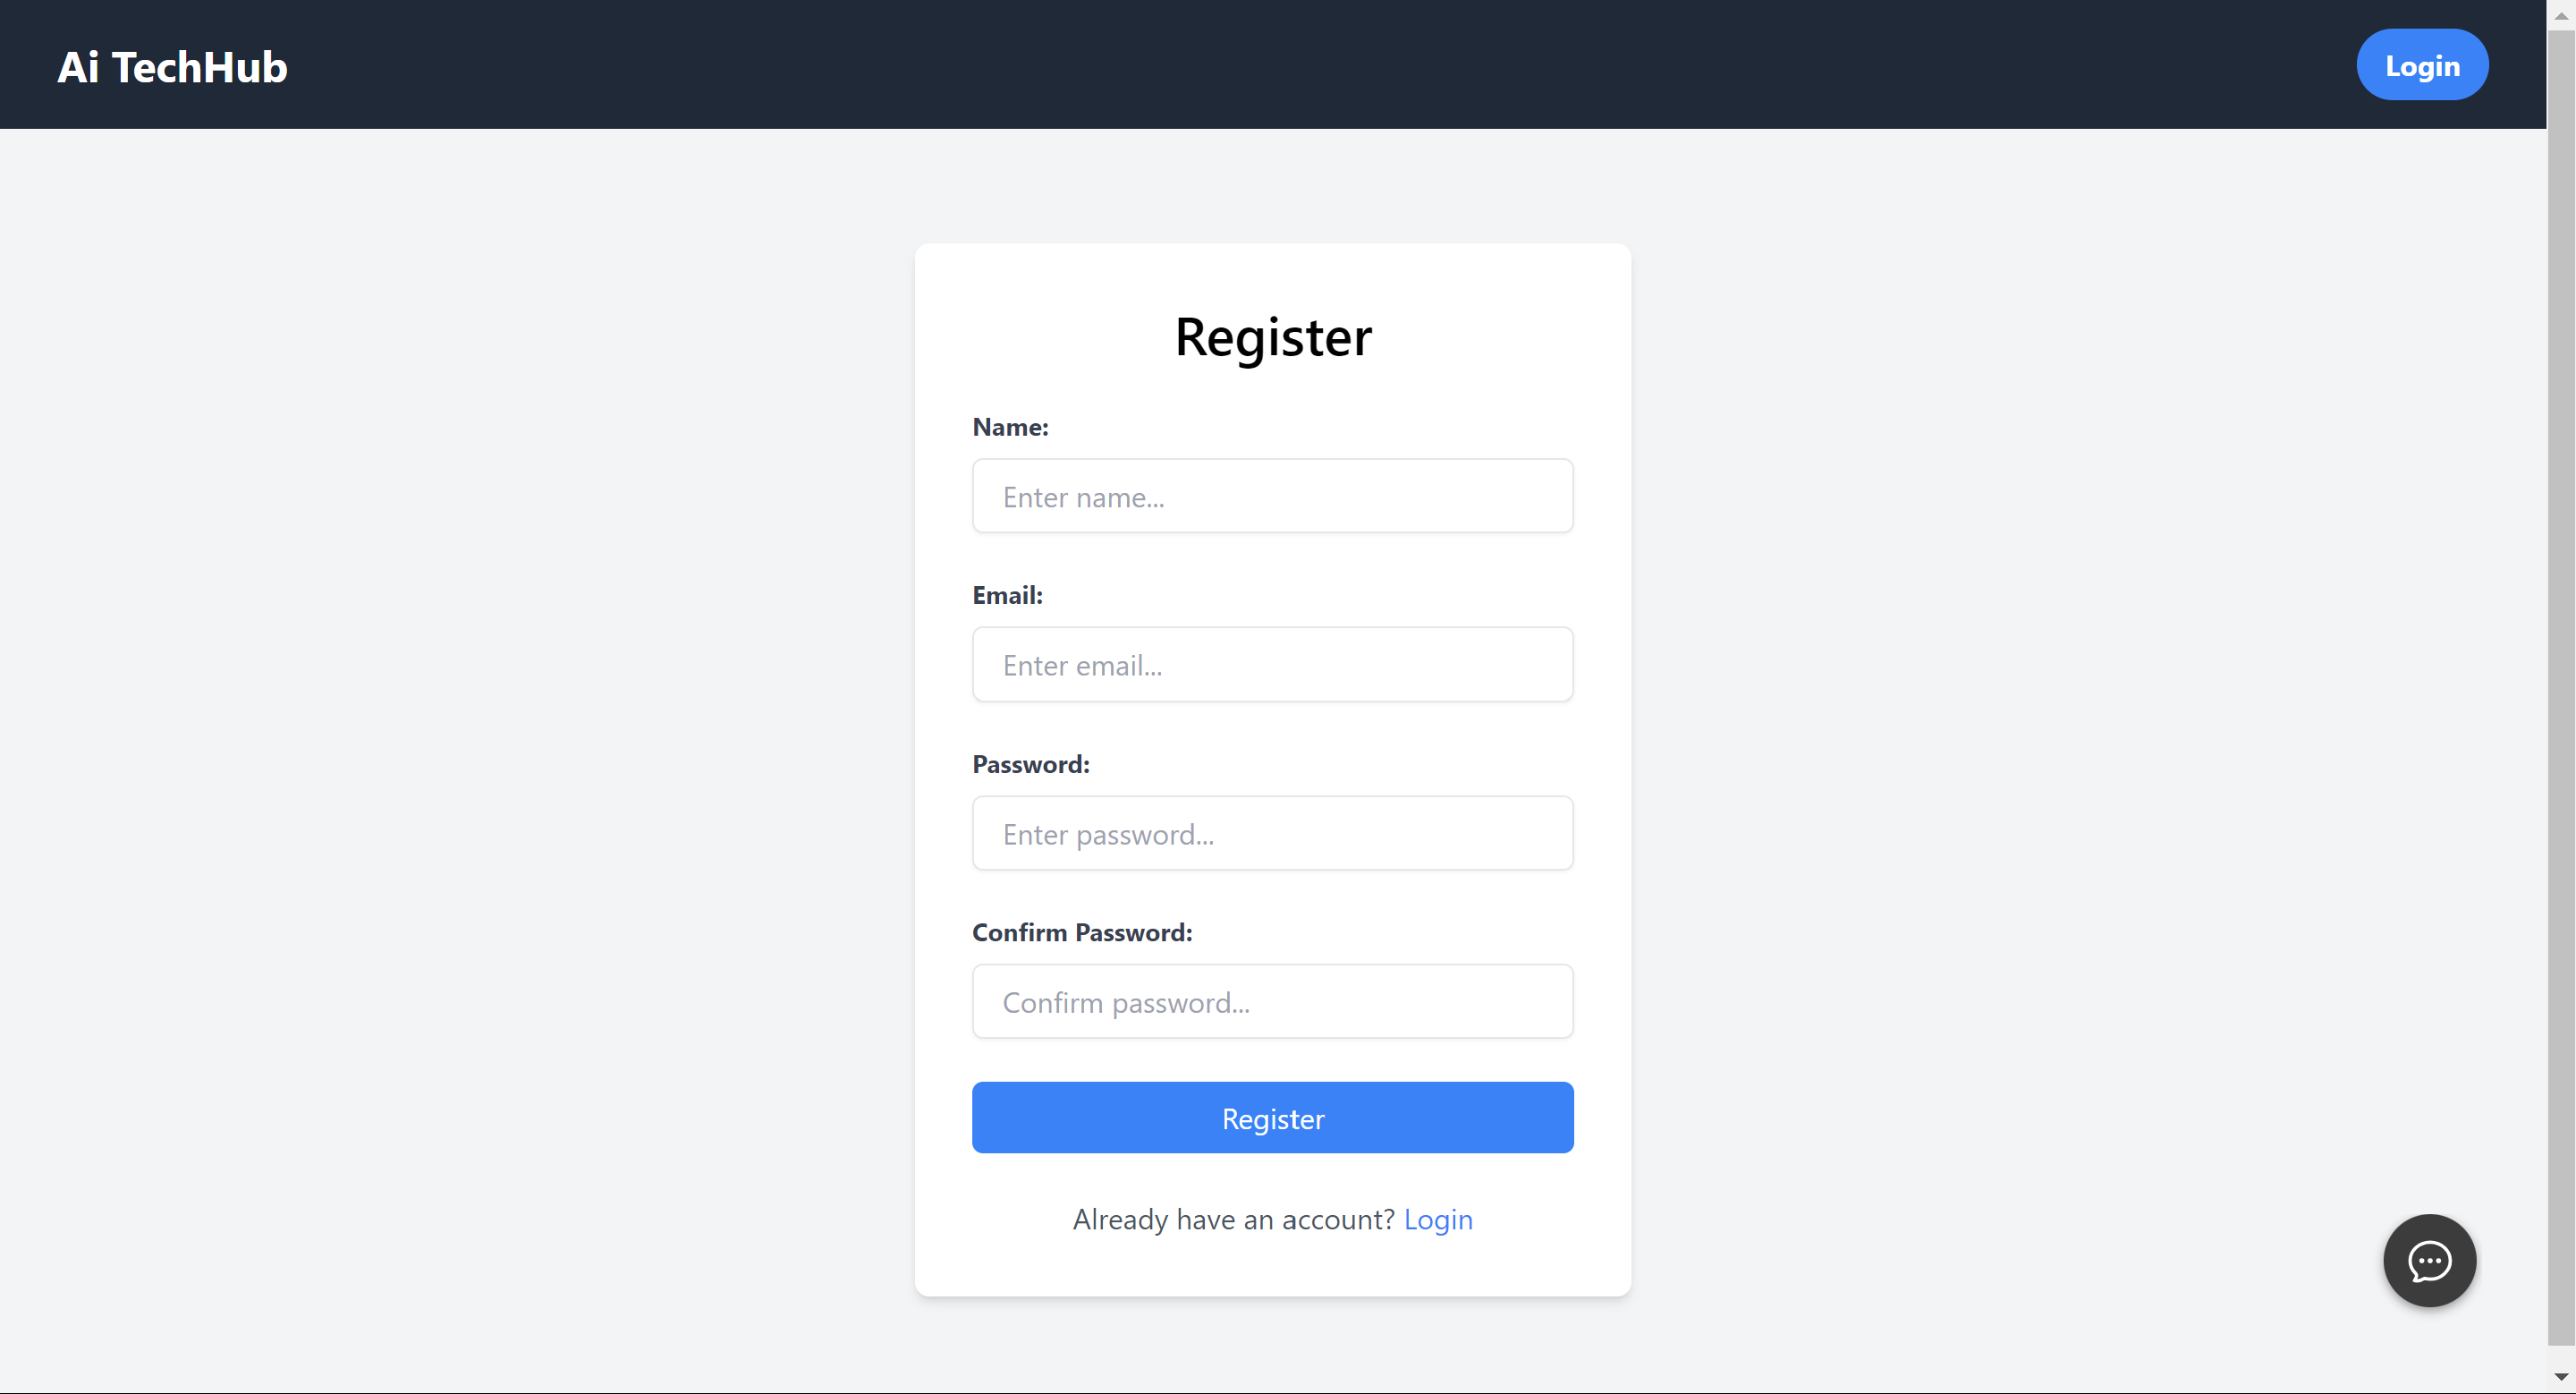 Ai TechHub
Login
Register
Name:
Enter name...
Email:
Enter email...
Password:
Enter password...
Confirm Password:
Confirm password...
Register
Already have an account? Login